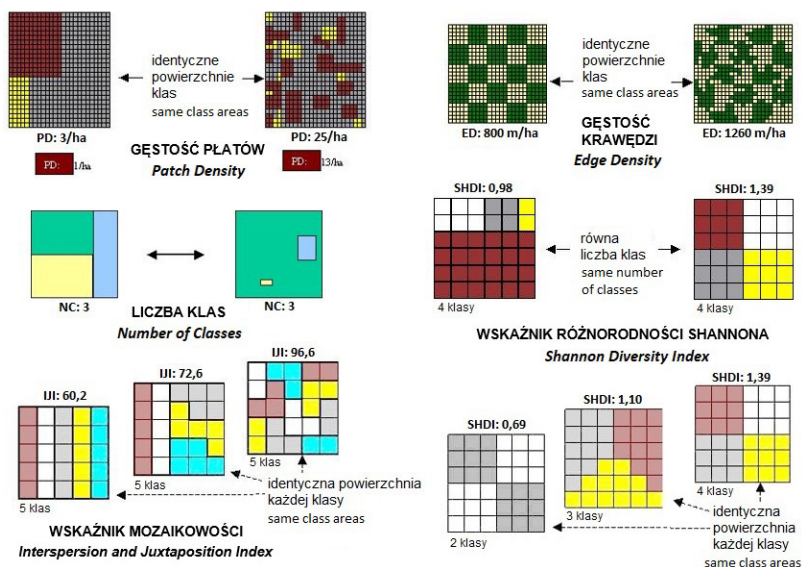 identyczne
powierzchnie
klas
same class areas
PD: 3/ha
PD: 25/ha
GĘSTOŚĆ PŁATÓW
Patch Density
PD: 1/ha
PD: 13/ha
identyczne
powierzchnie
klas
same class areas
ED: 800 m/ha
ED: 1260 m/ha
GĘSTOŚĆ
KRAWĘDZI
Edge Density
NC: 3
NC: 3
LICZBA KLAS
Number of Classes
SHDI: 0,98
SHDI: 1,39
równa
liczba klas
same number
of classes
4 klasy
4 klasy
WSKAŹNIK RÓŻNORODNOŚCI SHANNONA
Shannon Diversity Index
IJI: 60,2
IJI: 72,6
IJI: 96,6
5 klas
5 klas
5 klas
identyczna powierzchnia
każdej klasy
same class areas
WSKAŹNIK MOZAIKOWOŚCI
Interspersion and Juxtaposition Index
SHDI: 0,69
SHDI: 1,10
SHDI: 1,39
2 klasy
3 klasy
4 klasy
identyczna
powierzchnia
każdej klasy
same class areas